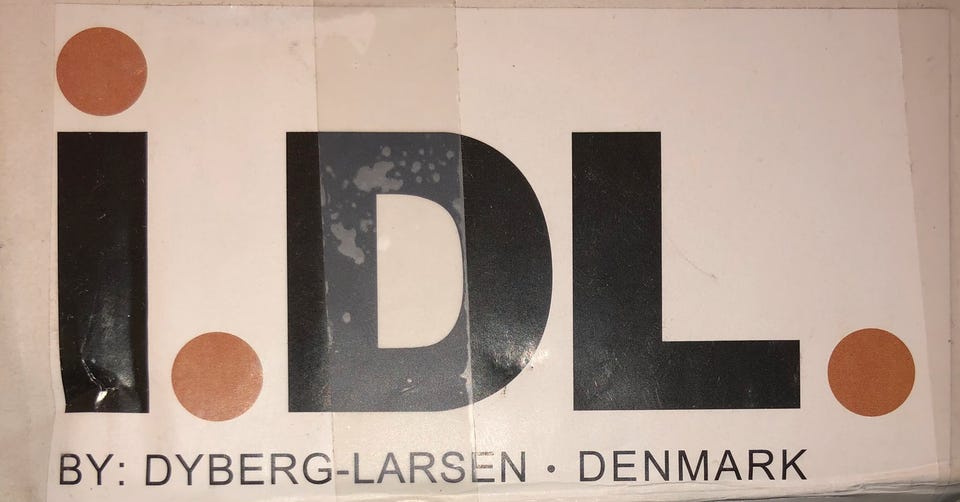 i.DL.
BY: DYBERG-LARSEN • DENMARK